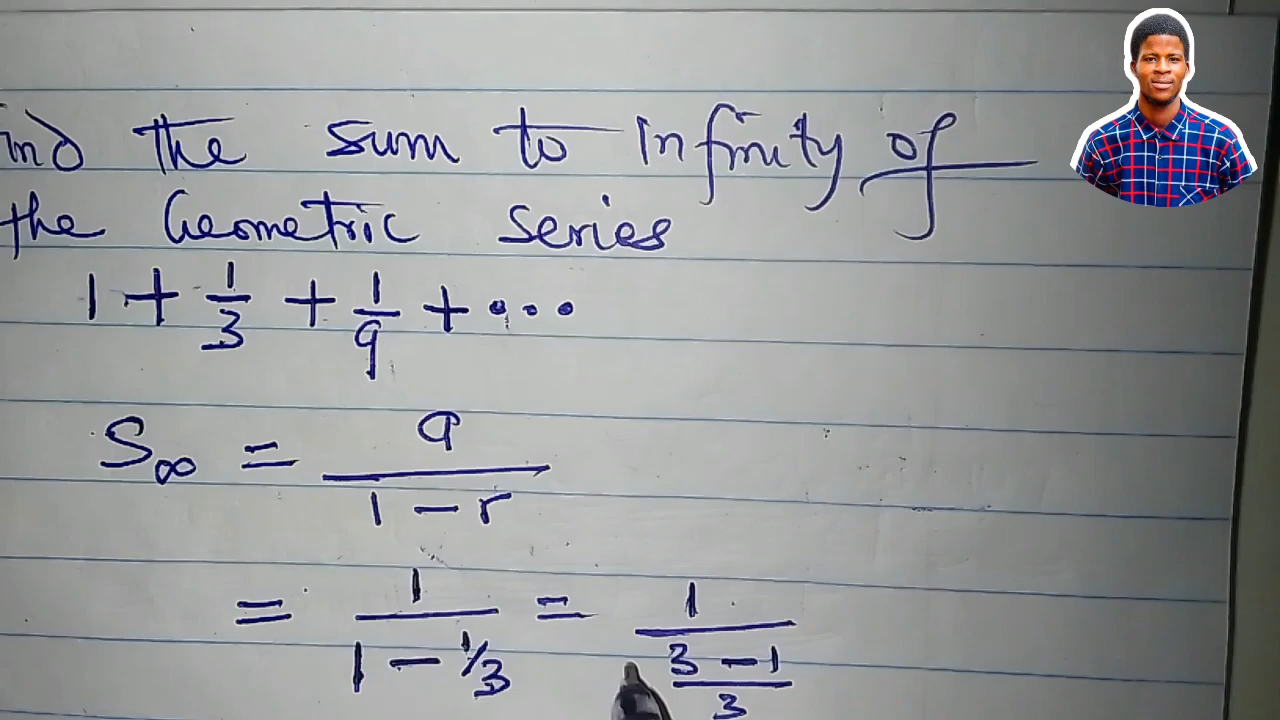 ind the sum to infinity of
the Geometric series
1 + 1/3 + 1/9 + ...
S∞ = a / (1 - r)
= 1 / (1 - 1/3) = 1 / ((3 - 1) / 3)